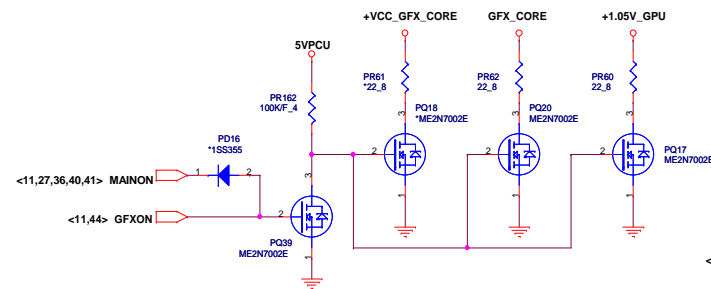 +VCC_GFX_CORE
GFX_CORE
+1.05V_GPU
5VPCU
PR162
100K/F_4
PR61
*22_8
PR62
22_8
PR60
22_8
PQ18
*ME2N7002E
PQ20
ME2N7002E
PQ17
ME2N7002E
3
3
3
2
2
2
1
1
1
PD16
*1SS355
<11,27,36,40,41> MAINON
1
2
3
<11,44> GFXON
2
PQ39
ME2N7002E
1
<